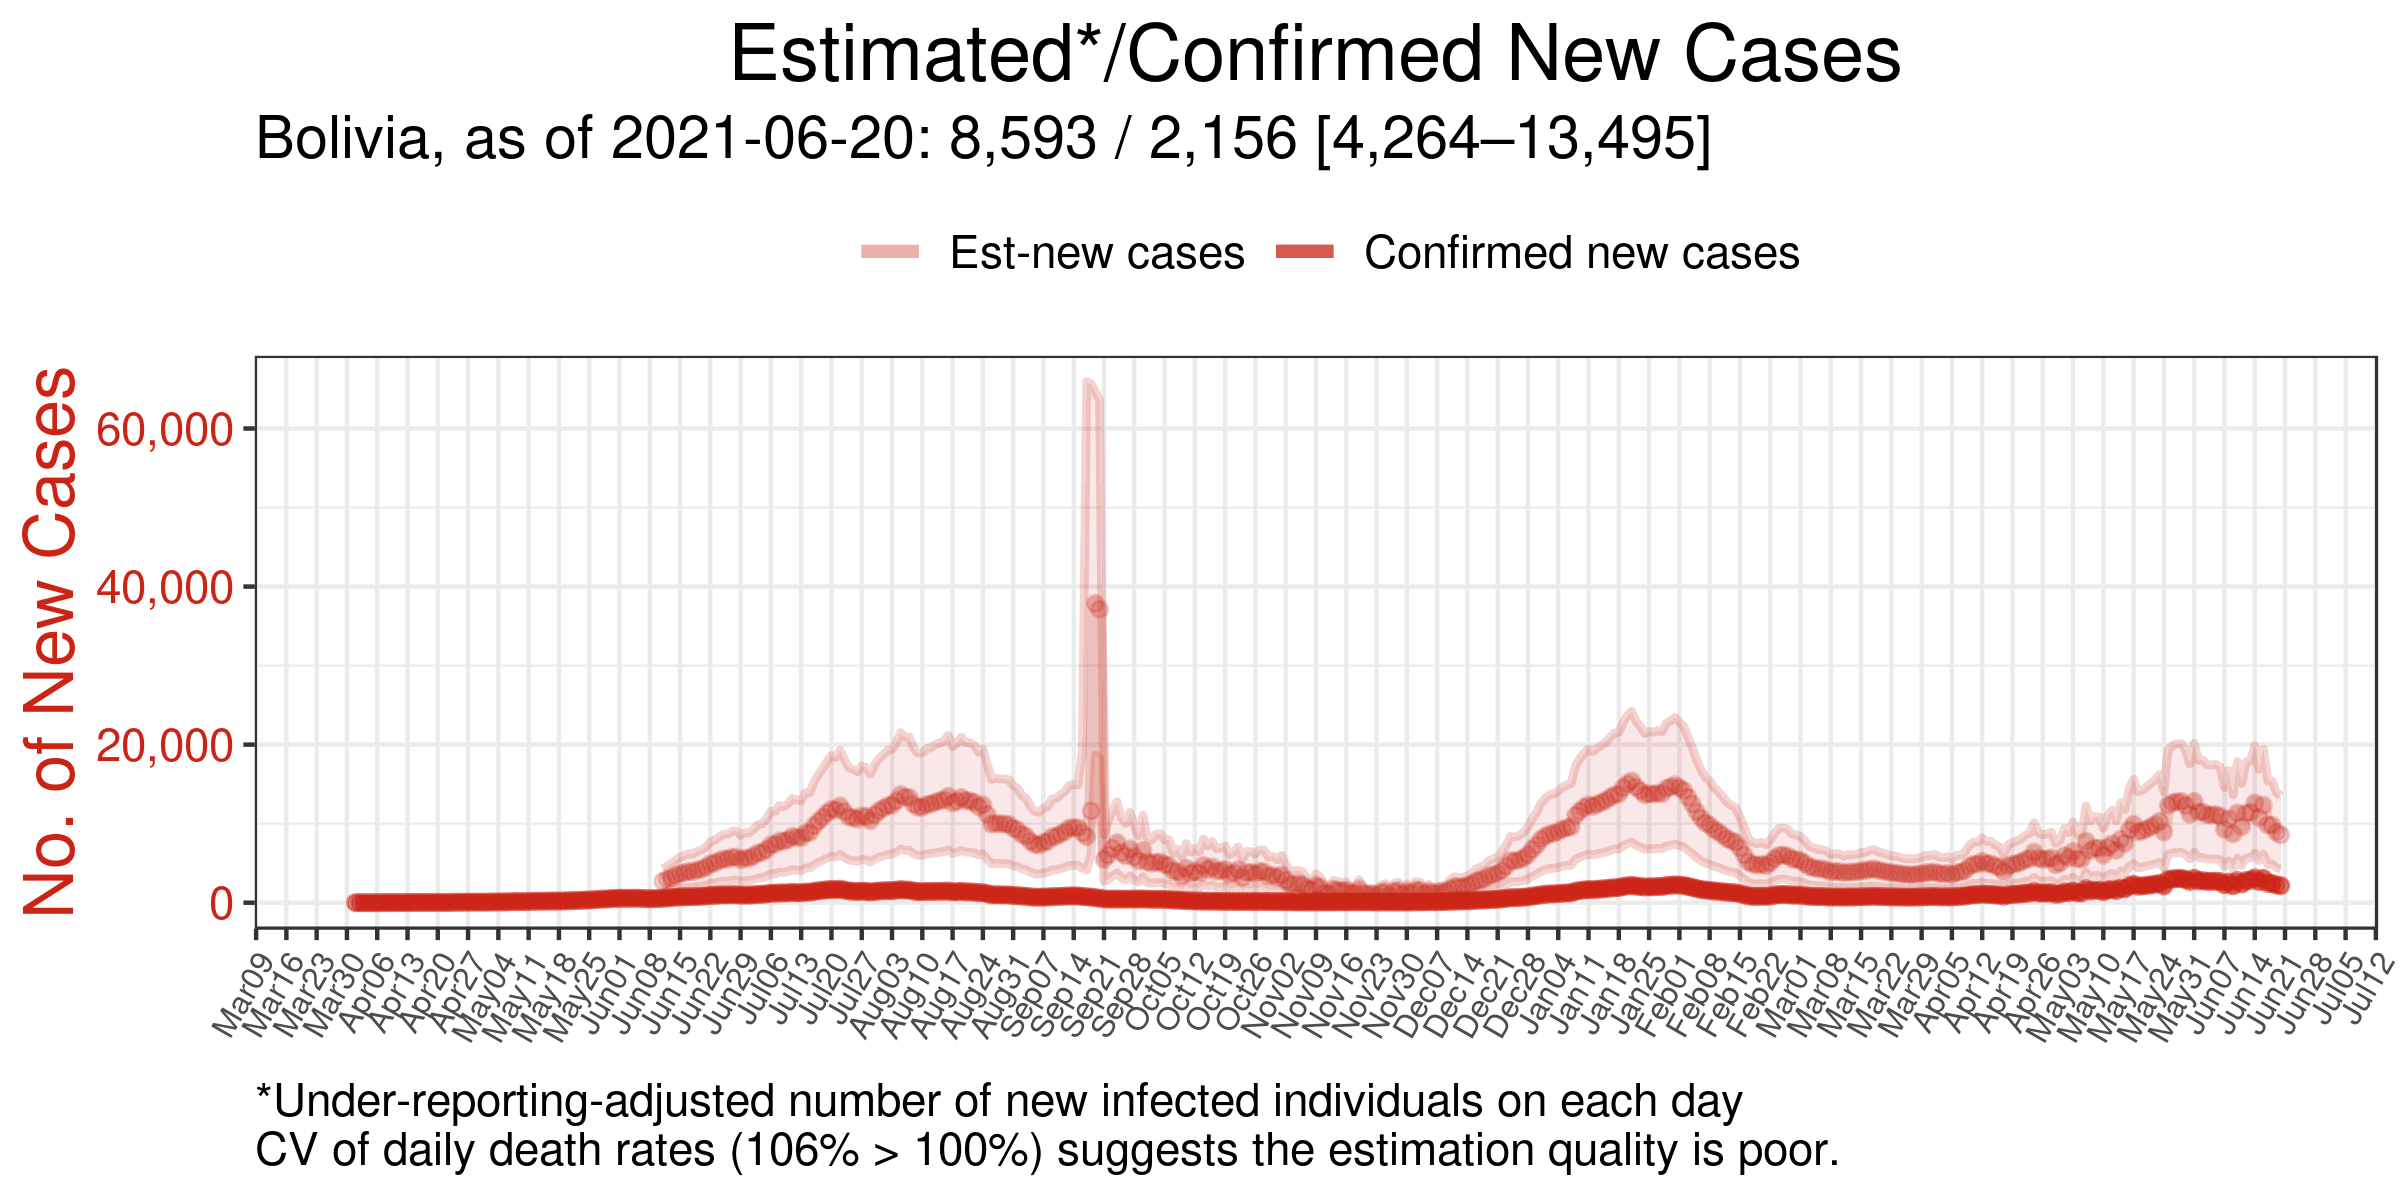 Estimated*/Confirmed New Cases
Bolivia, as of 2021-06-20: 8,593 / 2,156 [4,264–13,495]
Est-new cases
Confirmed new cases
No. of New Cases
60,000
40,000
20,000
0
Mar09
Mar16
Mar23
Mar30
Apr06
Apr13
Apr20
Apr27
May04
May11
May18
May25
Jun01
Jun08
Jun15
Jun22
Jun29
Jul06
Jul13
Jul20
Jul27
Aug03
Aug10
Aug17
Aug24
Aug31
Sep07
Sep14
Sep21
Sep28
Oct05
Oct12
Oct19
Oct26
Nov02
Nov09
Nov16
Nov23
Nov30
Dec07
Dec14
Dec21
Dec28
Jan04
Jan11
Jan18
Jan25
Feb01
Feb08
Feb15
Feb22
Mar01
Mar08
Mar15
Mar22
Mar29
Apr05
Apr12
Apr19
Apr26
May03
May10
May17
May24
May31
Jun07
Jun14
Jun21
Jun28
Jul05
Jul12
*Under-reporting-adjusted number of new infected individuals on each day
CV of daily death rates (106% > 100%) suggests the estimation quality is poor.